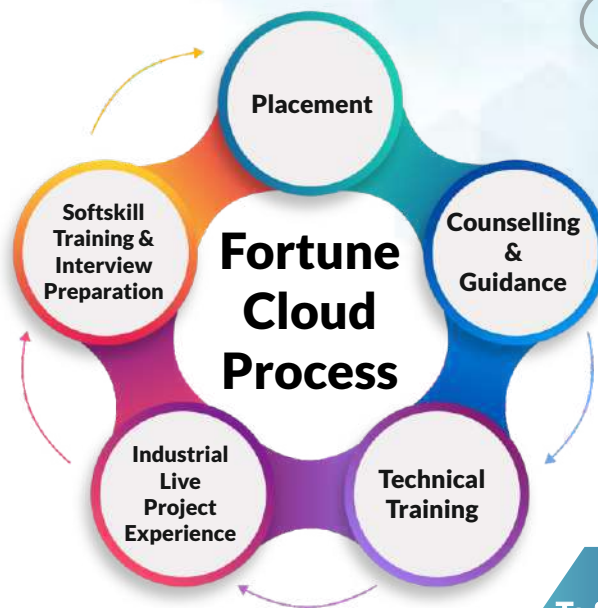 Placement
Counselling
&
Guidance
Technical
Training
Industrial
Live
Project
Experience
Softskill
Training &
Interview
Preparation
Fortune
Cloud
Process